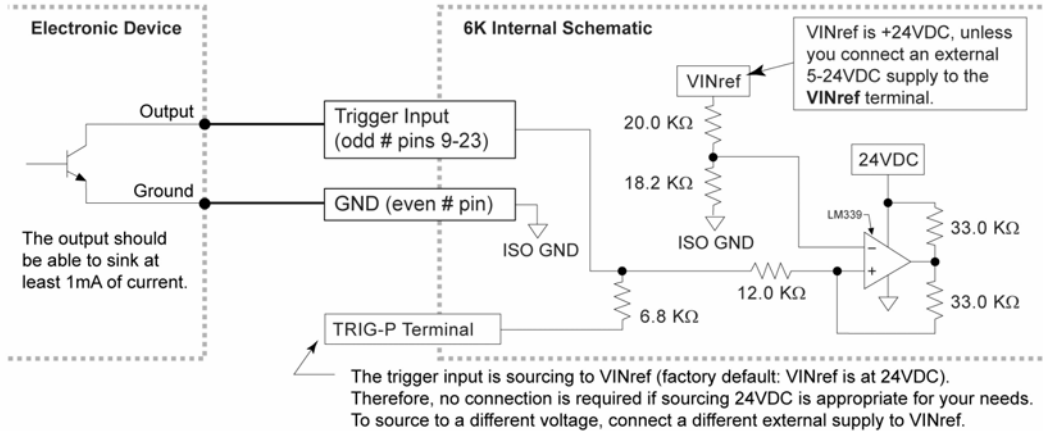 Electronic Device
6K Internal Schematic
VINref is +24VDC, unless
you connect an external
5-24VDC supply to the
VINref terminal.
VINref
Output
Trigger Input
(odd # pins 9-23)
20.0 KΩ
24VDC
18.2 KΩ
Ground
GND (even # pin)
LM339
33.0 KΩ
ISO GND
ISO GND
–
+
The output should
be able to sink at
least 1mA of current.
12.0 KΩ
33.0 KΩ
6.8 KΩ
TRIG-P Terminal
The trigger input is sourcing to VINref (factory default: VINref is at 24VDC).
Therefore, no connection is required if sourcing 24VDC is appropriate for your needs.
To source to a different voltage, connect a different external supply to VINref.